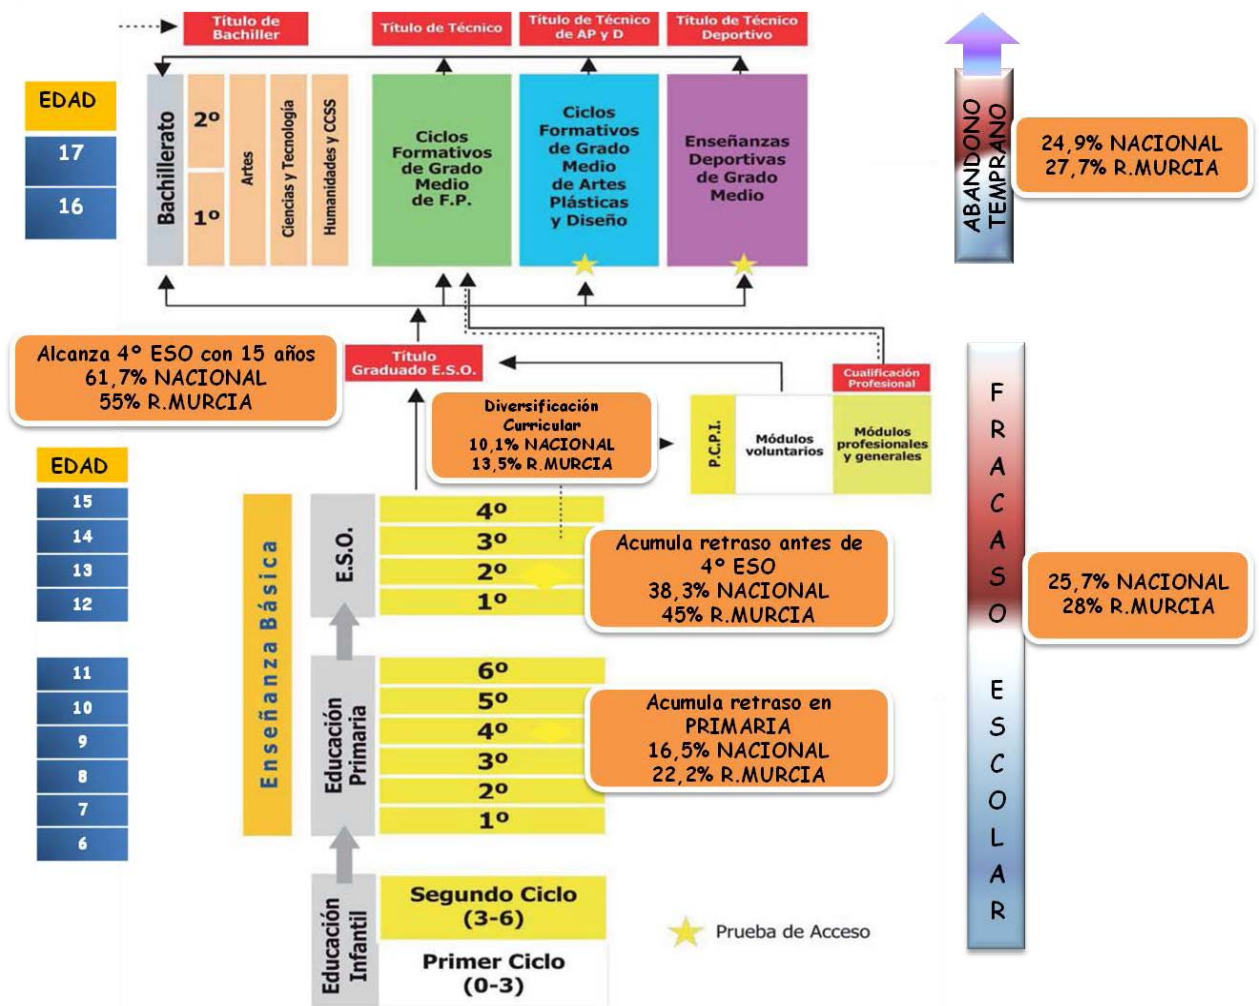 Título de
Bachiller
Título de Técnico
Título de Técnico
de AP y D
Título de Técnico
Deportivo
EDAD
17
16
Bachillerato
2º
1º
Artes
Ciencias y Tecnología
Humanidades y CCSS
Ciclos
Formativos
de Grado
Medio
de F.P.
Ciclos
Formativos
de Grado
Medio
de Artes
Plásticas
y Diseño
Enseñanzas
Deportivas
de Grado
Medio
ABANDONO
TEMPRANO
24,9% NACIONAL
27,7% R.MURCIA
Alcanza 4º ESO con 15 años
61,7% NACIONAL
55% R.MURCIA
Título
Graduado E.S.O.
Cualificación
Profesional
Diversificación
Curricular
10,1% NACIONAL
13,5% R.MURCIA
P.C.P.I.
Módulos
voluntarios
Módulos
profesionales
y generales
EDAD
15
14
13
12
11
10
9
8
7
6
Enseñanza Básica
E.S.O.
4º
3º
2º
1º
Acumula retraso antes de
4º ESO
38,3% NACIONAL
45% R.MURCIA
Educación
Primaria
6º
5º
4º
3º
2º
1º
Acumula retraso en
PRIMARIA
16,5% NACIONAL
22,2% R.MURCIA
Educación
Infantil
Segundo Ciclo
(3-6)
Primer Ciclo
(0-3)
Prueba de Acceso
FRACASO ESCOLAR
25,7% NACIONAL
28% R.MURCIA